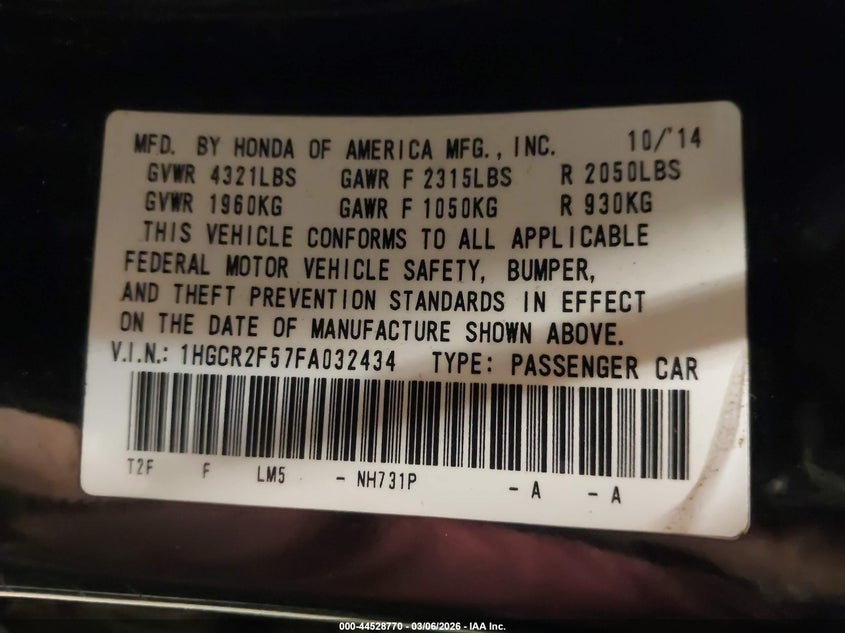 MFD. BY HONDA OF AMERICA MFG., INC. 10/'14
GVWR 4321LBS GAWR F 2315LBS R 2050LBS
GVWR 1960KG GAWR F 1050KG R 930KG
THIS VEHICLE CONFORMS TO ALL APPLICABLE
FEDERAL MOTOR VEHICLE SAFETY, BUMPER,
AND THEFT PREVENTION STANDARDS IN EFFECT
ON THE DATE OF MANUFACTURE SHOWN ABOVE.
V.I.N.: 1HGCR2F57FA032434 TYPE: PASSENGER CAR
T2F F LM5 - NH731P - A - A
000-44528770 - 03/06/2026 - IAA Inc.